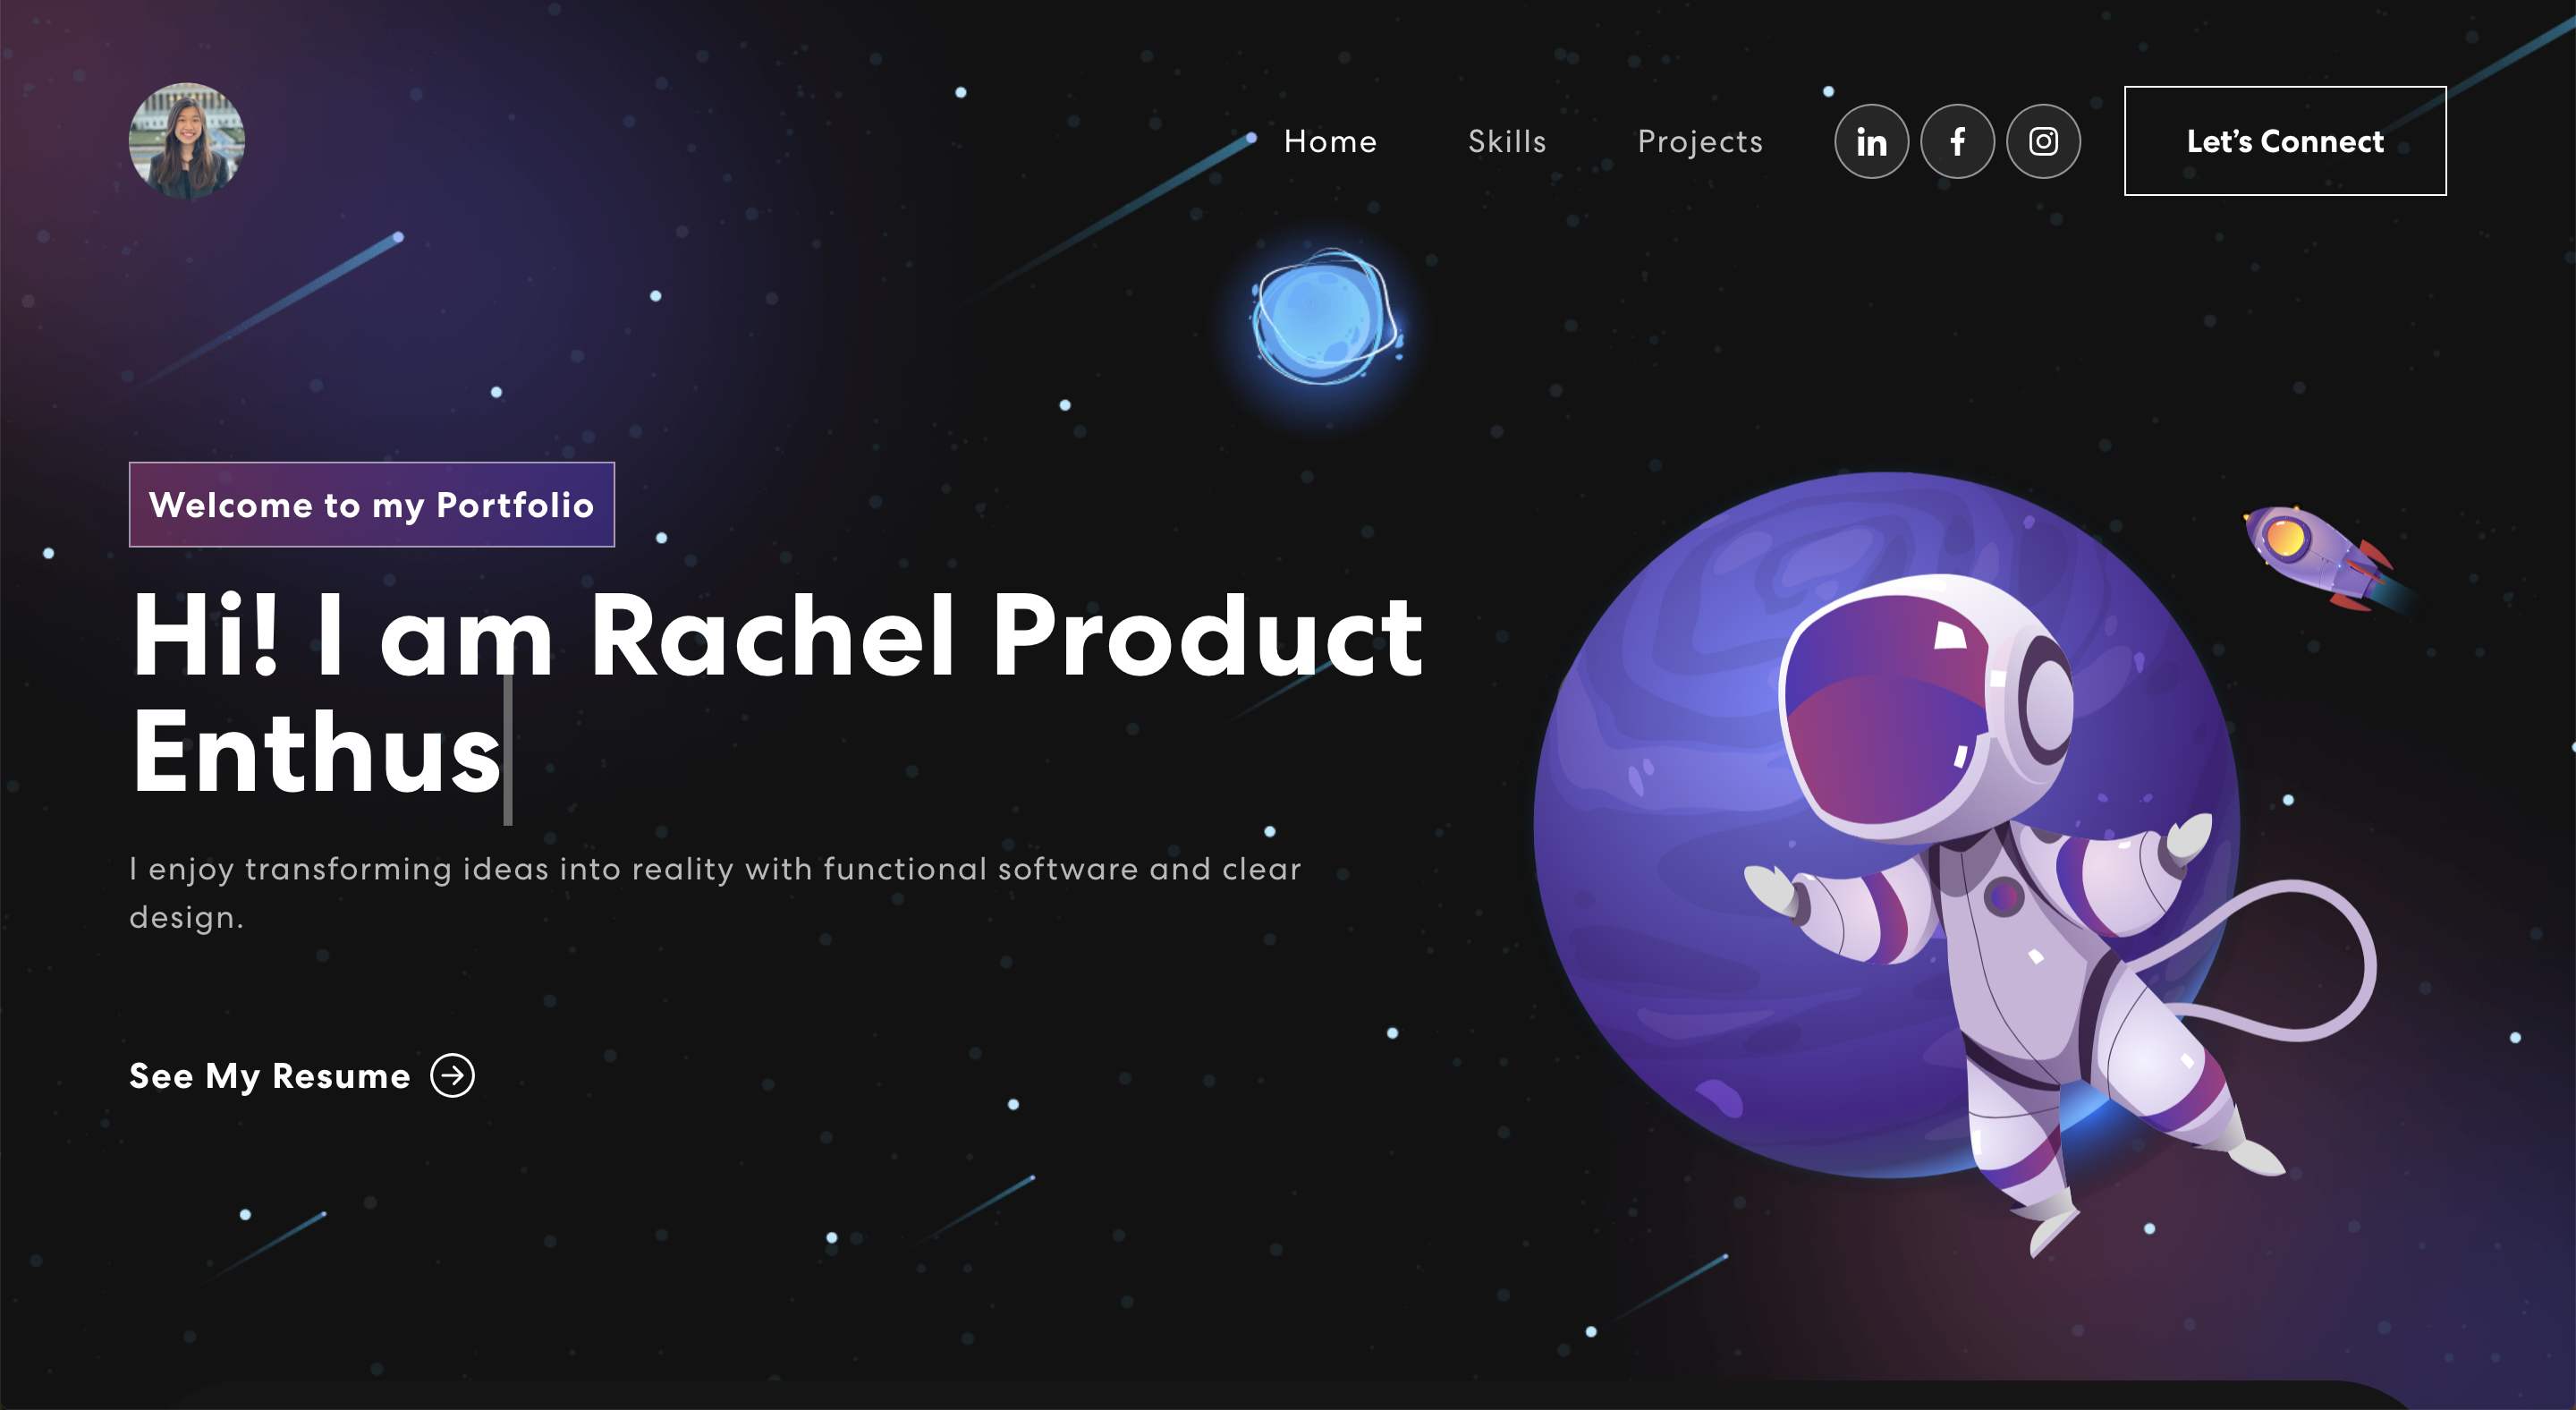 Home
Skills
Projects
in
f
Let’s Connect
Welcome to my Portfolio
Hi! I am Rachel Product
Enthus
I enjoy transforming ideas into reality with functional software and clear
design.
See My Resume